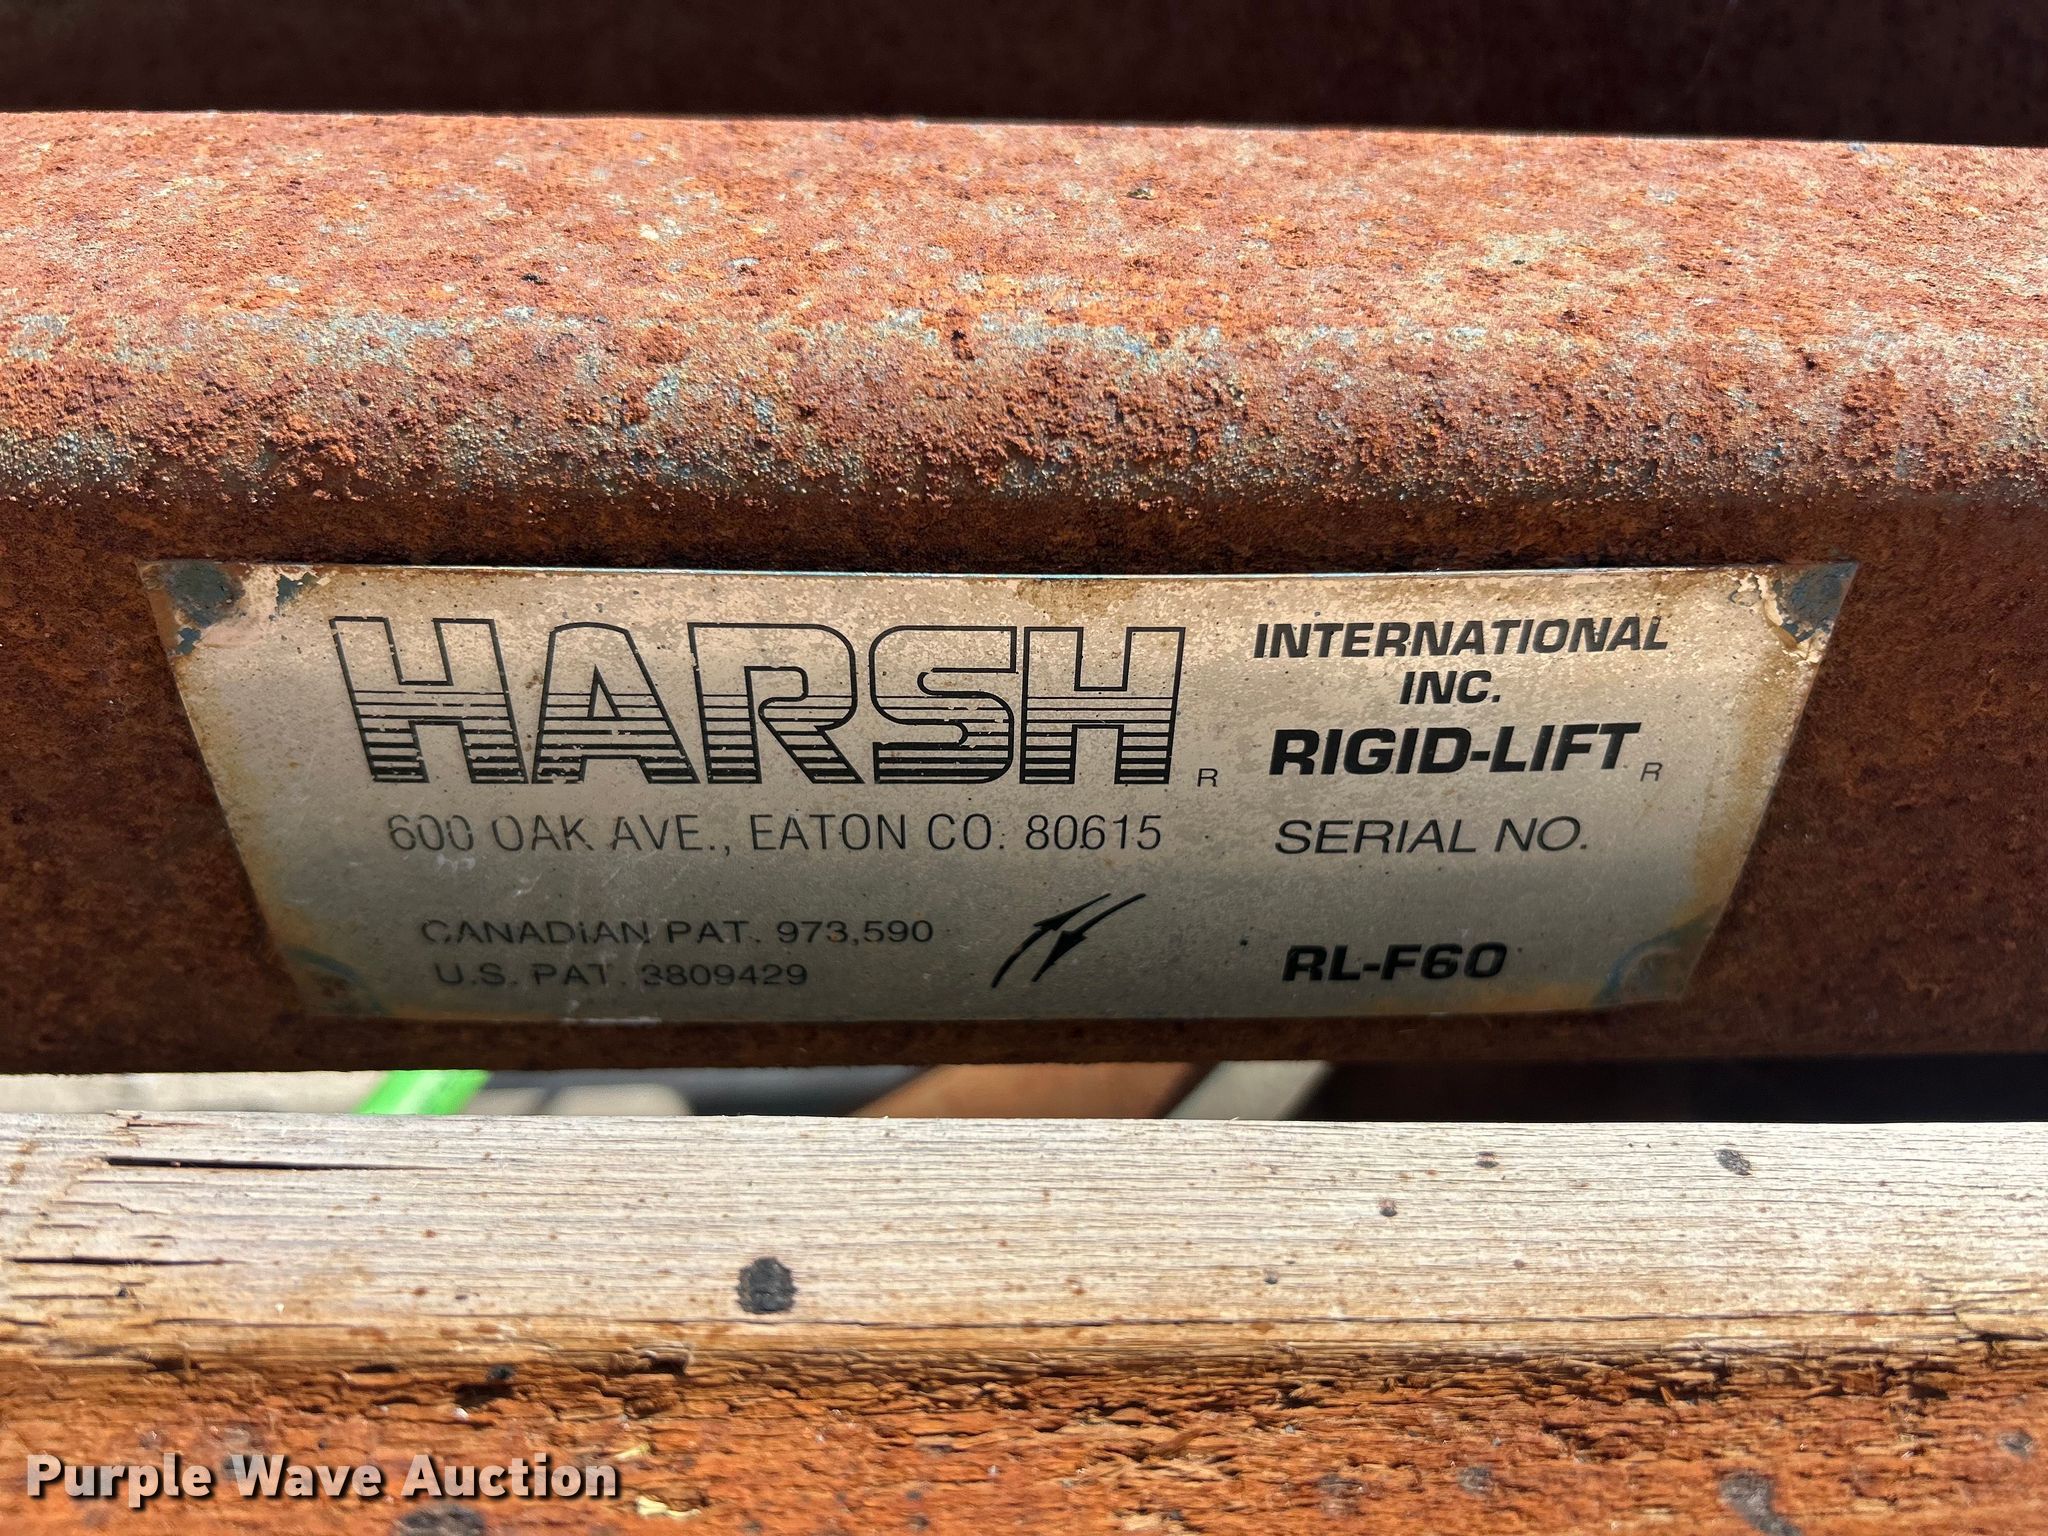 HARSH R
600 OAK AVE., EATON CO. 80615
CANADIAN PAT. 973,590
U.S. PAT. 3809429
INTERNATIONAL
INC.
RIGID-LIFT R
SERIAL NO.
RL-F60
Purple Wave Auction